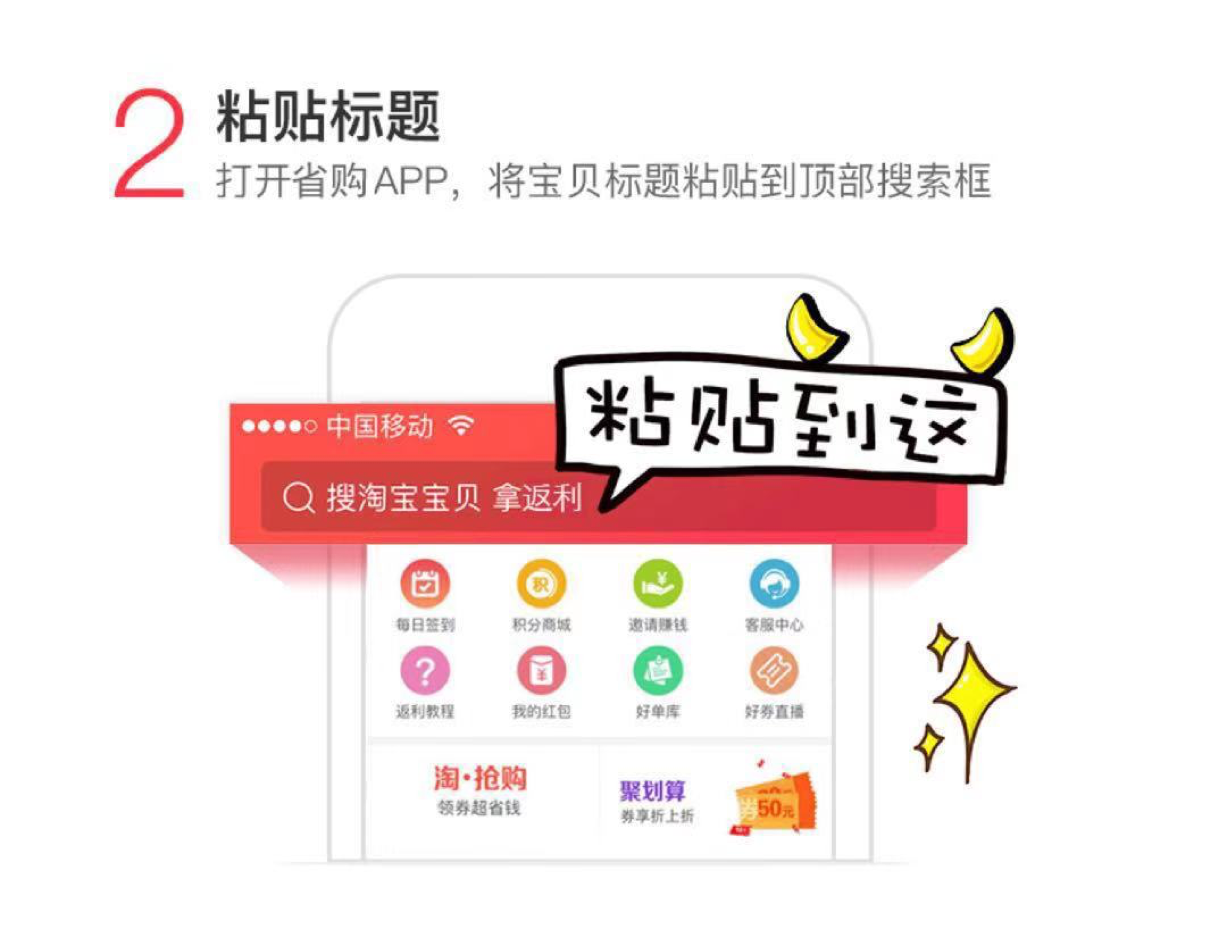 2
粘贴标题
打开省购APP，将宝贝标题粘贴到顶部搜索框
粘贴到这
中国移动
搜淘宝宝贝 拿返利
每日签到 积分商城 邀请赚钱 客服中心
积
¥
?
¥
返利教程 我的红包 好单库 好券直播
淘·抢购
领券超省钱
聚划算
券享折上折
券50元